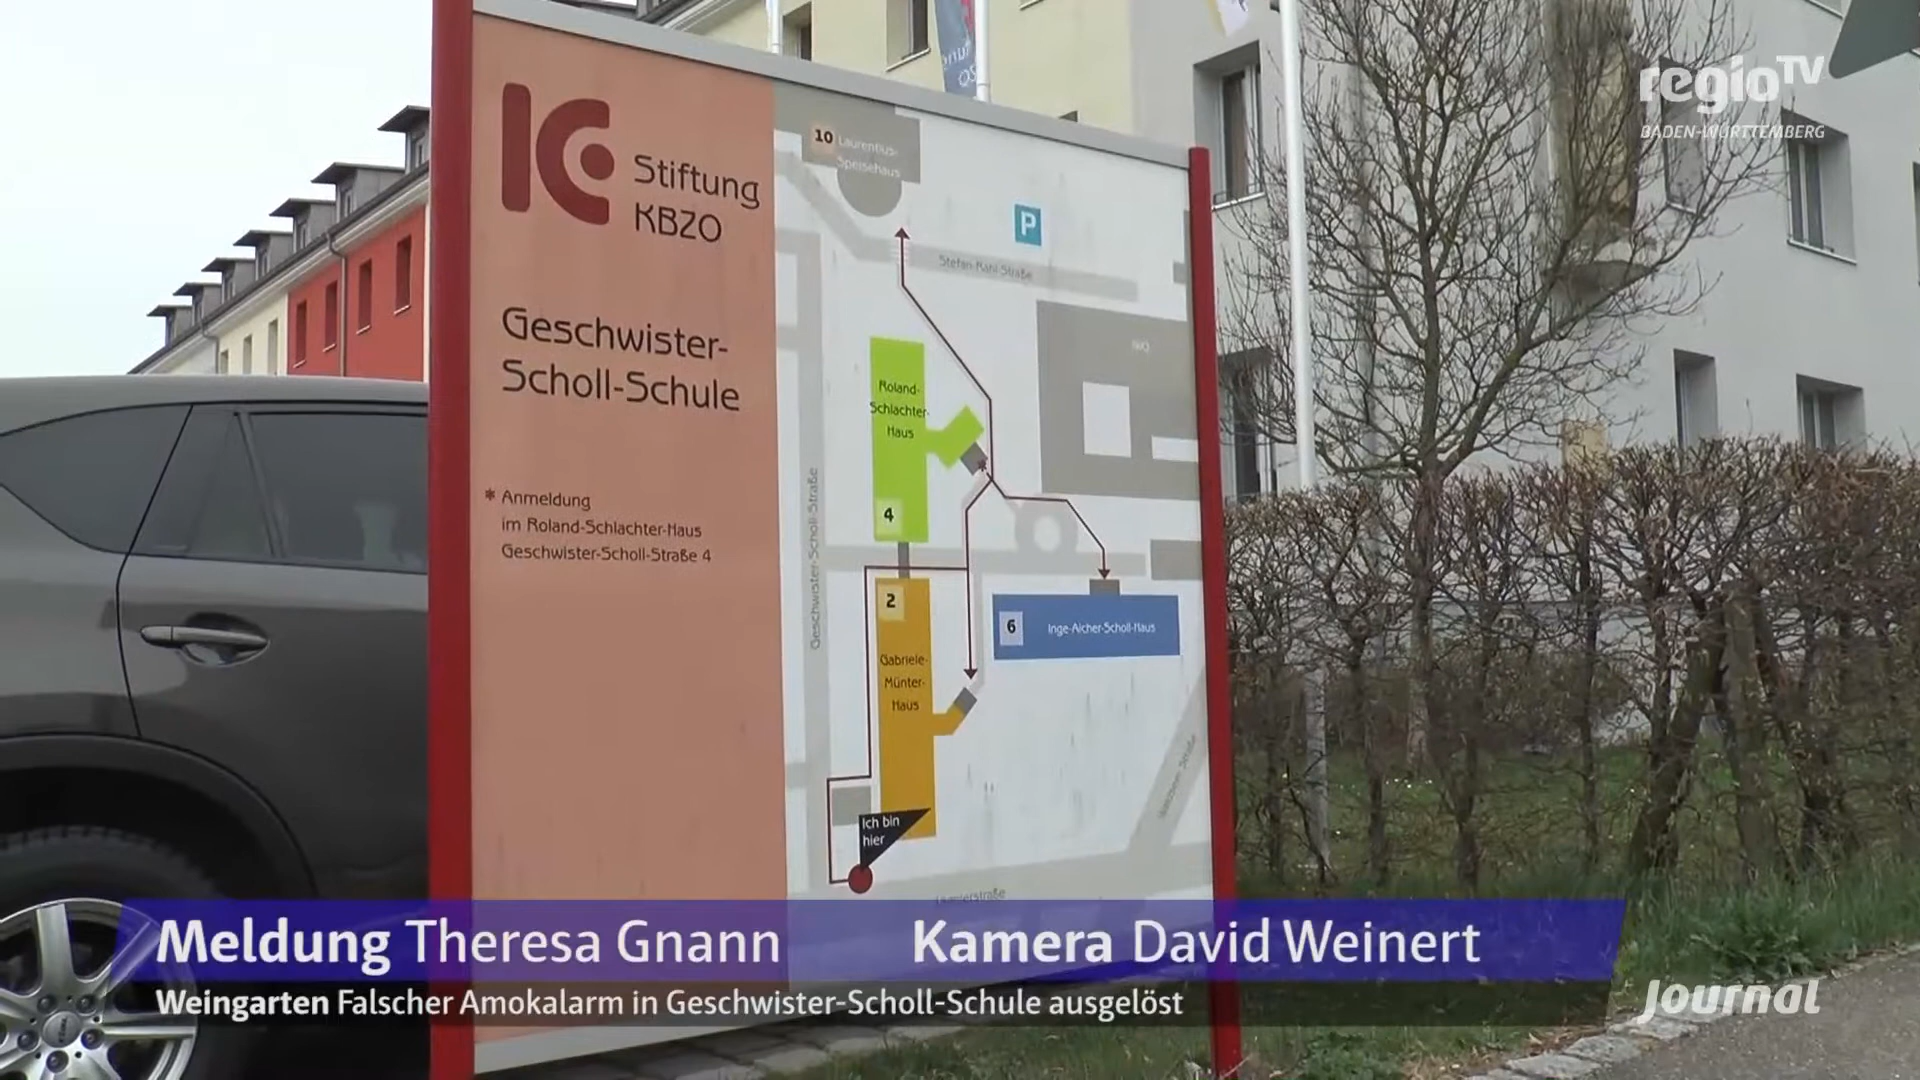 regioTV
BADEN-WÜRTTEMBERG
Stiftung
KBZO
Geschwister-
Scholl-Schule
* Anmeldung
im Roland-Schlachter-Haus
Geschwister-Scholl-Straße 4
10 Laurentius-
Speisehaus
P
Stefan-Rahl Straße
Roland-
Schlachter-
Haus
4
Geschwister-Scholl-Straße
2
6 Inge-Aicher-Scholl-Haus
Gabriele-
Münter-
Haus
Ich bin
hier
Meldung Theresa Gnann Kamera David Weinert
Weingarten Falscher Amokalarm in Geschwister-Scholl-Schule ausgelöst
Journal